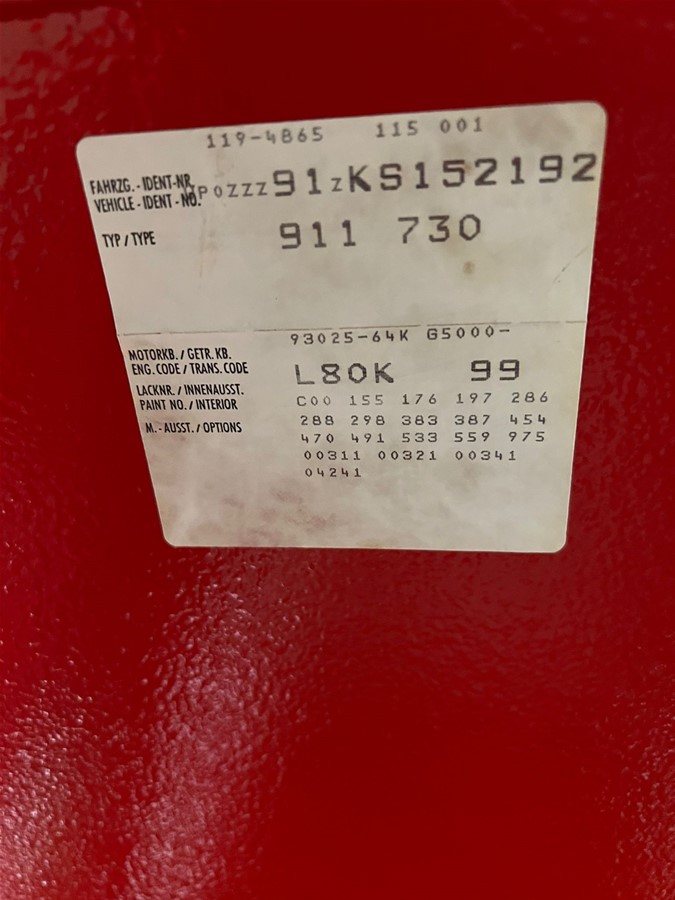 119-4865 115 001
FAHRZG.-IDENT-NR. WPOZZZ91ZKS152192
VEHICLE-IDENT-NO.
TYP/TYPE 911 730
93025-64K G5000-
MOTORKB./GETR.KB.
ENG.CODE/TRANS.CODE L80K 99
LACKNR./INNENAUSST. C00 155 176 197 286
PAINT NO./INTERIOR 288 298 383 387 454
M.-AUSST./OPTIONS 470 491 533 559 975
00311 00321 00341
04241